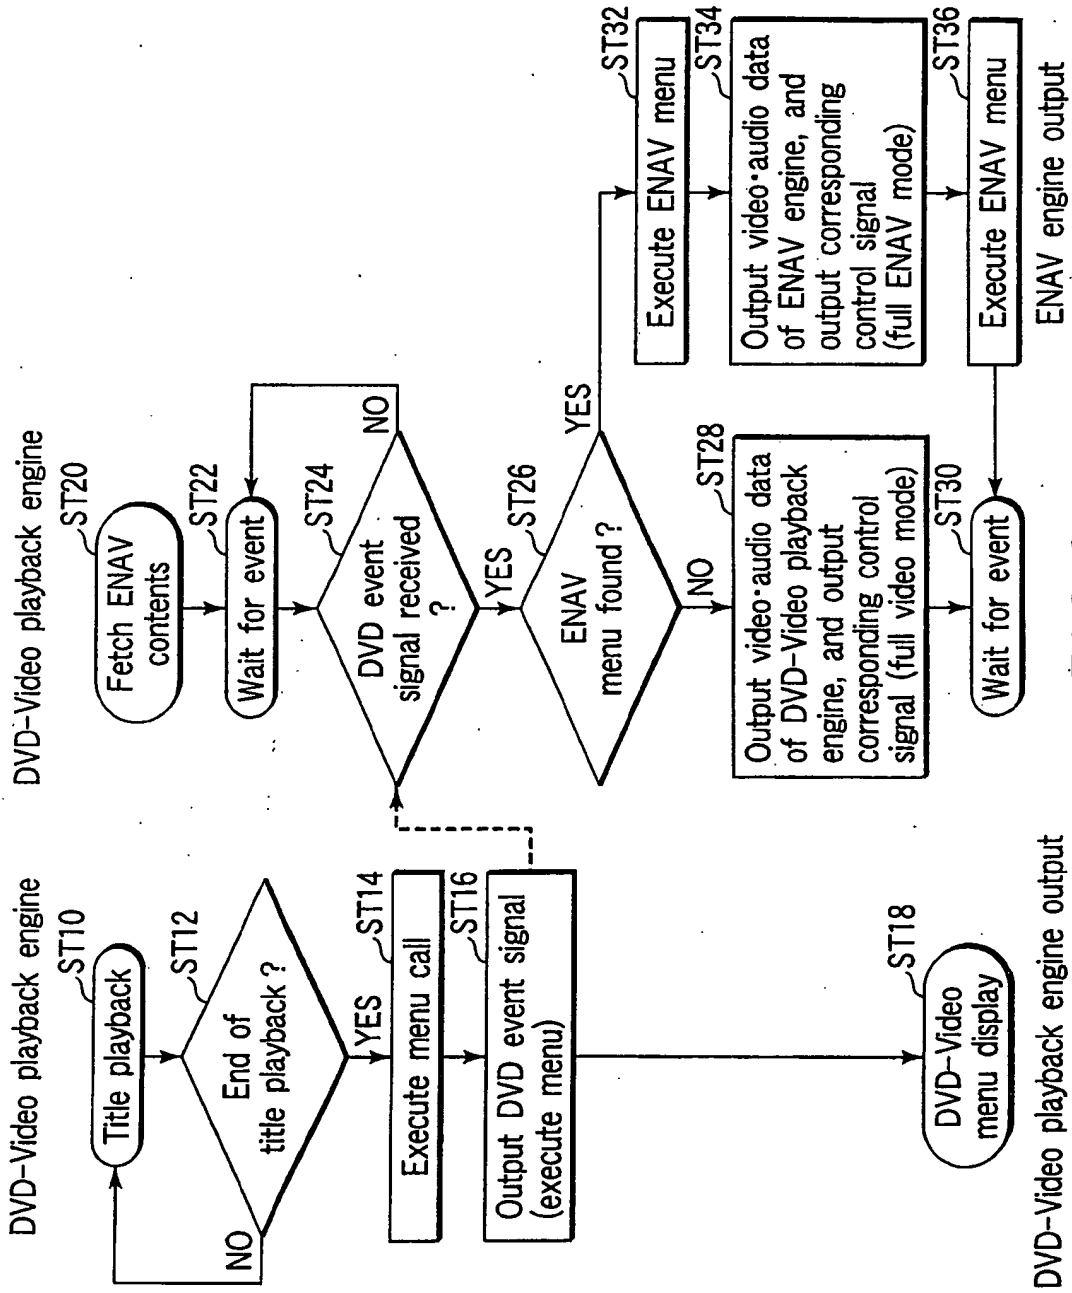 DVD-Video playback engine
ST10
Title playback
ST12
End of
title playback ?
NO
YES
ST14
Execute menu call
ST16
Output DVD event signal
(execute menu)
ST18
DVD-Video
menu display
DVD-Video playback engine output
DVD-Video playback engine
ST20
Fetch ENAV
contents
ST22
Wait for event
ST24
DVD event
signal received
?
NO
YES
ST26
ENAV
menu found ?
YES
NO
ST28
Output video·audio data
of DVD-Video playback
engine, and output
corresponding control
signal (full video mode)
ST30
Wait for event
ST32
Execute ENAV menu
ST34
Output video·audio data
of ENAV engine, and
output corresponding
control signal
(full ENAV mode)
ST36
Execute ENAV menu
ENAV engine output